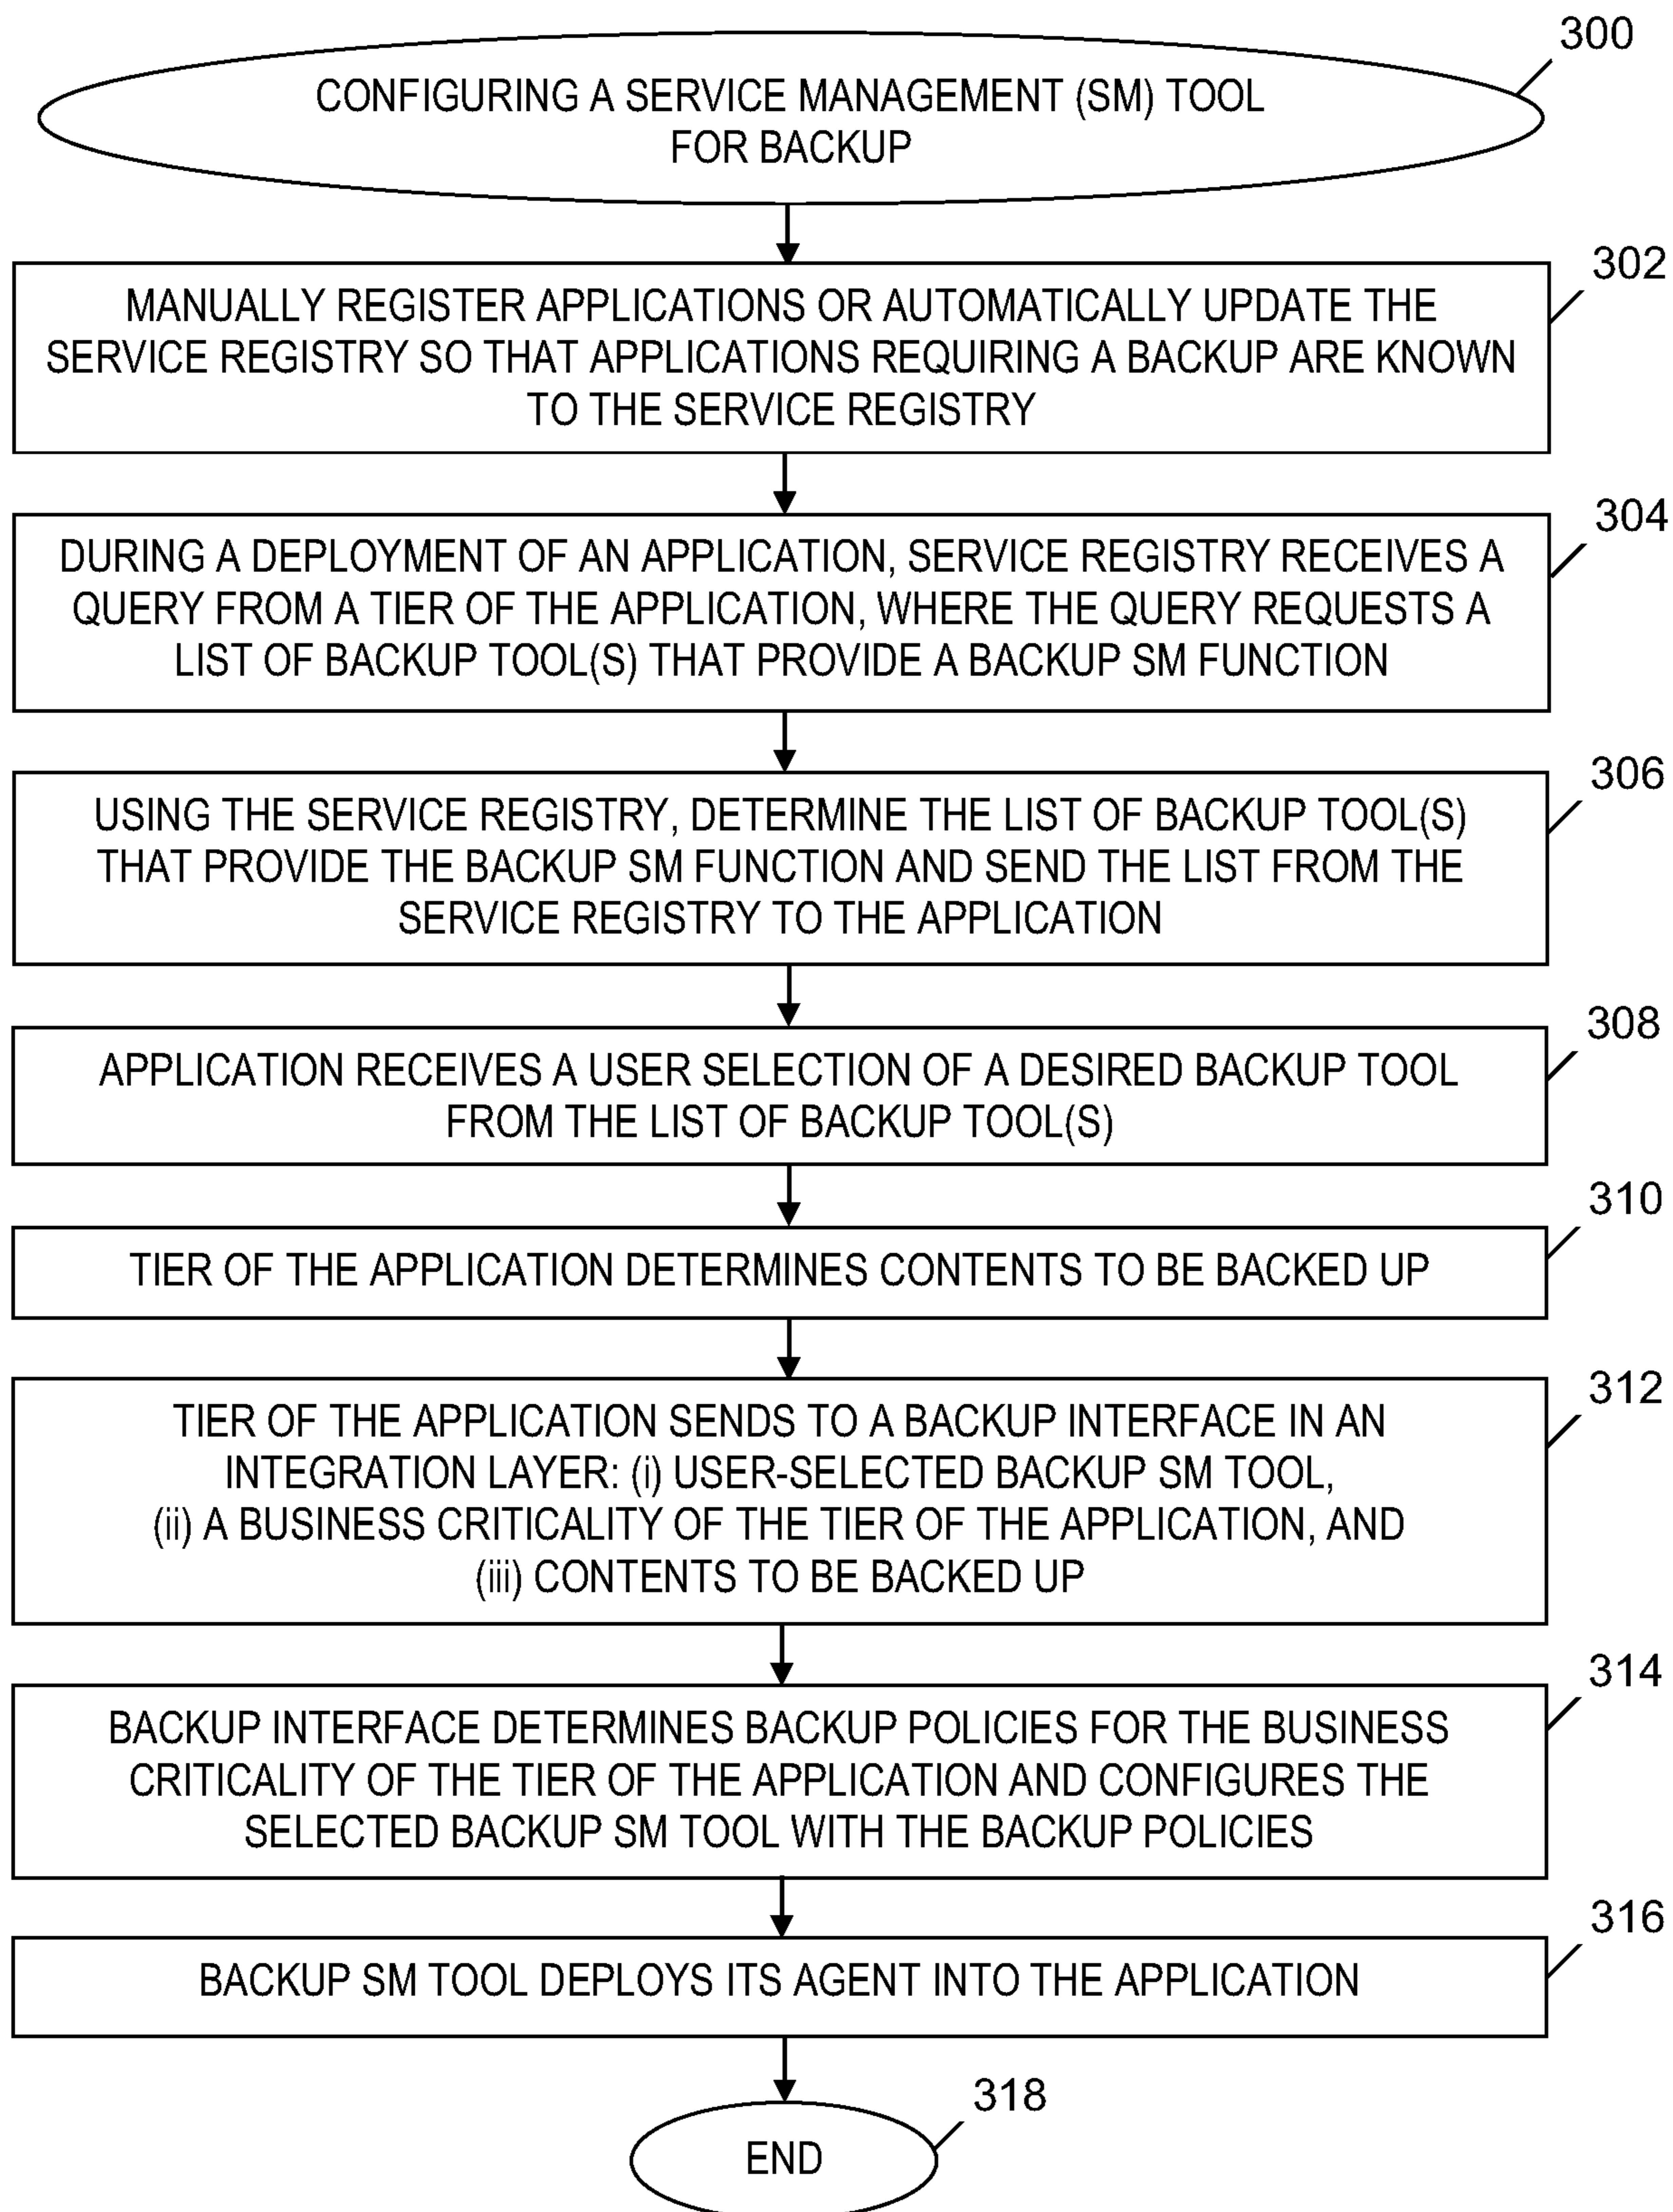 300
CONFIGURING A SERVICE MANAGEMENT (SM) TOOL
FOR BACKUP
302
MANUALLY REGISTER APPLICATIONS OR AUTOMATICALLY UPDATE THE
SERVICE REGISTRY SO THAT APPLICATIONS REQUIRING A BACKUP ARE KNOWN
TO THE SERVICE REGISTRY
304
DURING A DEPLOYMENT OF AN APPLICATION, SERVICE REGISTRY RECEIVES A
QUERY FROM A TIER OF THE APPLICATION, WHERE THE QUERY REQUESTS A
LIST OF BACKUP TOOL(S) THAT PROVIDE A BACKUP SM FUNCTION
306
USING THE SERVICE REGISTRY, DETERMINE THE LIST OF BACKUP TOOL(S)
THAT PROVIDE THE BACKUP SM FUNCTION AND SEND THE LIST FROM THE
SERVICE REGISTRY TO THE APPLICATION
308
APPLICATION RECEIVES A USER SELECTION OF A DESIRED BACKUP TOOL
FROM THE LIST OF BACKUP TOOL(S)
310
TIER OF THE APPLICATION DETERMINES CONTENTS TO BE BACKED UP
312
TIER OF THE APPLICATION SENDS TO A BACKUP INTERFACE IN AN
INTEGRATION LAYER: (i) USER-SELECTED BACKUP SM TOOL,
(ii) A BUSINESS CRITICALITY OF THE TIER OF THE APPLICATION, AND
(iii) CONTENTS TO BE BACKED UP
314
BACKUP INTERFACE DETERMINES BACKUP POLICIES FOR THE BUSINESS
CRITICALITY OF THE TIER OF THE APPLICATION AND CONFIGURES THE
SELECTED BACKUP SM TOOL WITH THE BACKUP POLICIES
316
BACKUP SM TOOL DEPLOYS ITS AGENT INTO THE APPLICATION
318
END